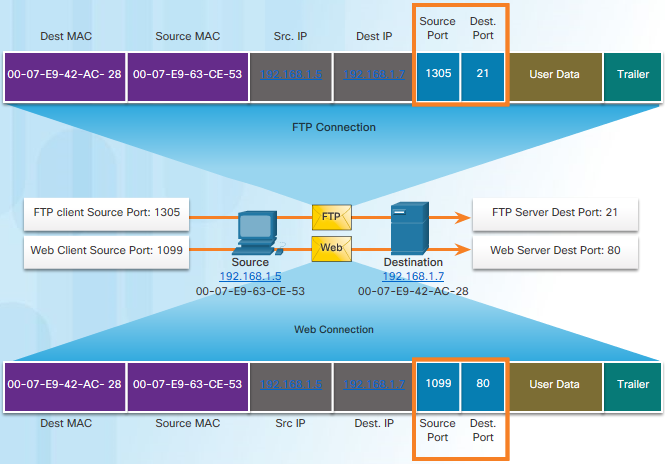 Dest MAC Source MAC Src. IP Dest IP Source Port Dest. Port
00-07-E9-42-AC- 28 00-07-E9-63-CE-53 192.168.1.5 192.168.1.7 1305 21 User Data Trailer
FTP Connection
FTP client Source Port: 1305 FTP FTP Server Dest Port: 21
Web Client Source Port: 1099 Web Web Server Dest Port: 80
Source Destination
192.168.1.5 192.168.1.7
00-07-E9-63-CE-53 00-07-E9-42-AC-28
Web Connection
00-07-E9-42-AC- 28 00-07-E9-63-CE-53 192.168.1.5 192.168.1.7 1099 80 User Data Trailer
Dest MAC Source MAC Src IP Dest. IP Source Port Dest. Port